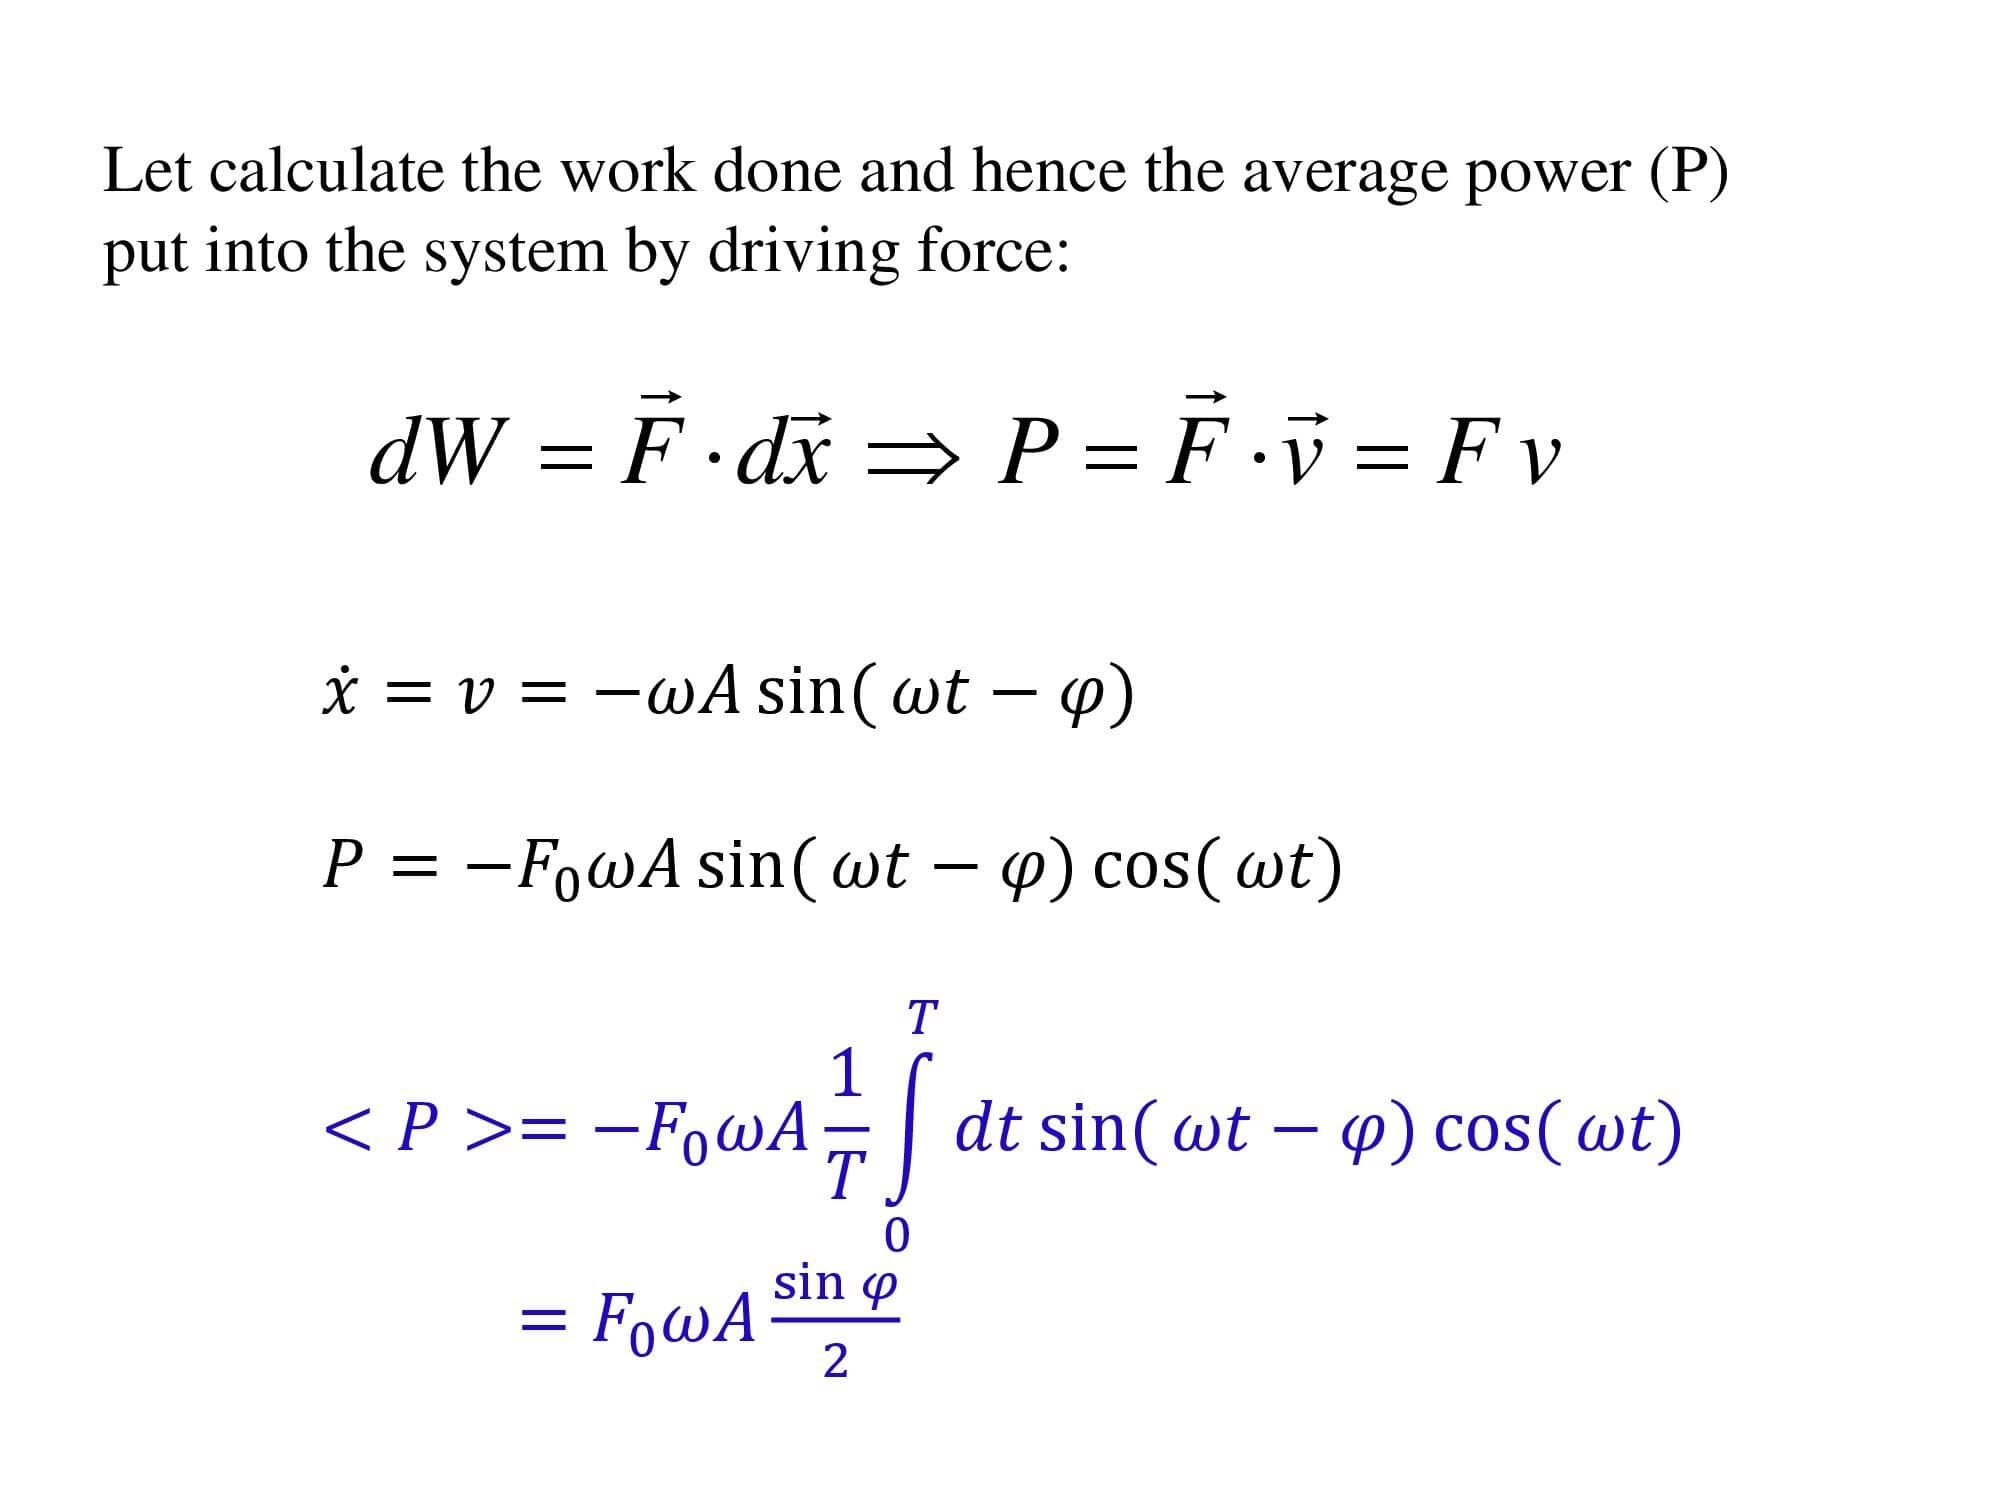 Let calculate the work done and hence the average power (P)
put into the system by driving force:
$dW = \vec{F} \cdot d\vec{x} \Rightarrow P = \vec{F} \cdot \vec{v} = F v$
$\dot{x} = v = -\omega A \sin(\omega t - \varphi)$
$P = -F_0 \omega A \sin(\omega t - \varphi) \cos(\omega t)$
$< P > = -F_0 \omega A \frac{1}{T} \int_0^T dt \sin(\omega t - \varphi) \cos(\omega t)$
$= F_0 \omega A \frac{\sin \varphi}{2}$